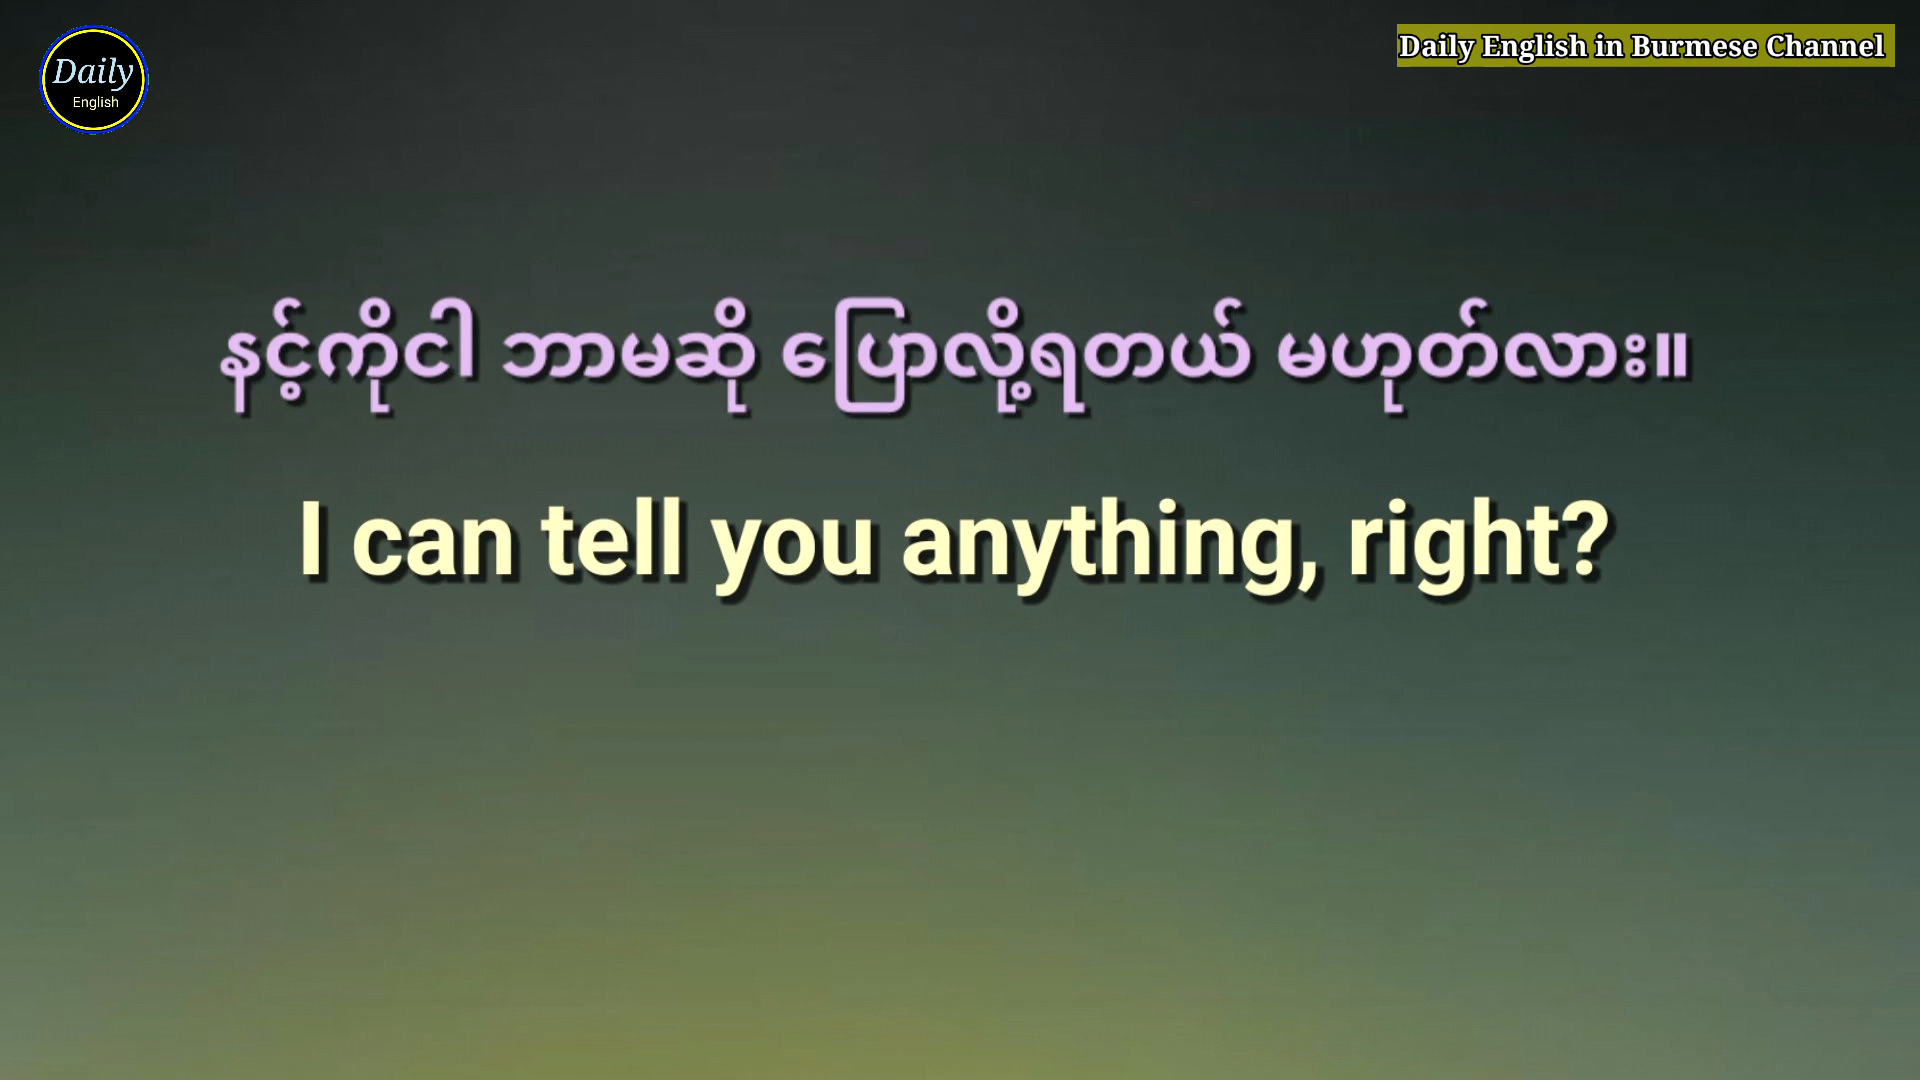 Daily
English
Daily English in Burmese Channel
နင့်ကိုငါ ဘာမဆို ပြောလို့ရတယ် မဟုတ်လား။
I can tell you anything, right?